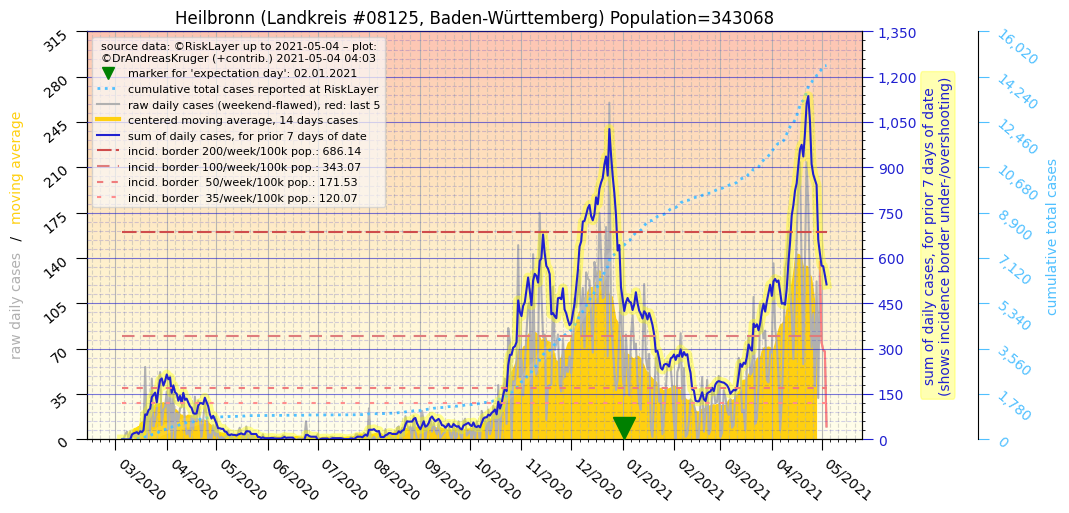 Heilbronn (Landkreis #08125, Baden-Württemberg) Population=343068
source data: ©RiskLayer up to 2021-05-04 – plot:
©DrAndreasKruger (+contrib.) 2021-05-04 04:03
marker for 'expectation day': 02.01.2021
cumulative total cases reported at RiskLayer
raw daily cases (weekend-flawed), red: last 5
centered moving average, 14 days cases
sum of daily cases, for prior 7 days of date
incid. border 200/week/100k pop.: 686.14
incid. border 100/week/100k pop.: 343.07
incid. border  50/week/100k pop.: 171.53
incid. border  35/week/100k pop.: 120.07
raw daily cases  /  moving average
315
280
245
210
175
140
105
70
35
0
03/2020
04/2020
05/2020
06/2020
07/2020
08/2020
09/2020
10/2020
11/2020
12/2020
01/2021
02/2021
03/2021
04/2021
05/2021
1,350
1,200
1,050
900
750
600
450
300
150
0
sum of daily cases, for prior 7 days of date
(shows incidence border under-/overshooting)
16,020
14,240
12,460
10,680
8,900
7,120
5,340
3,560
1,780
0
cumulative total cases